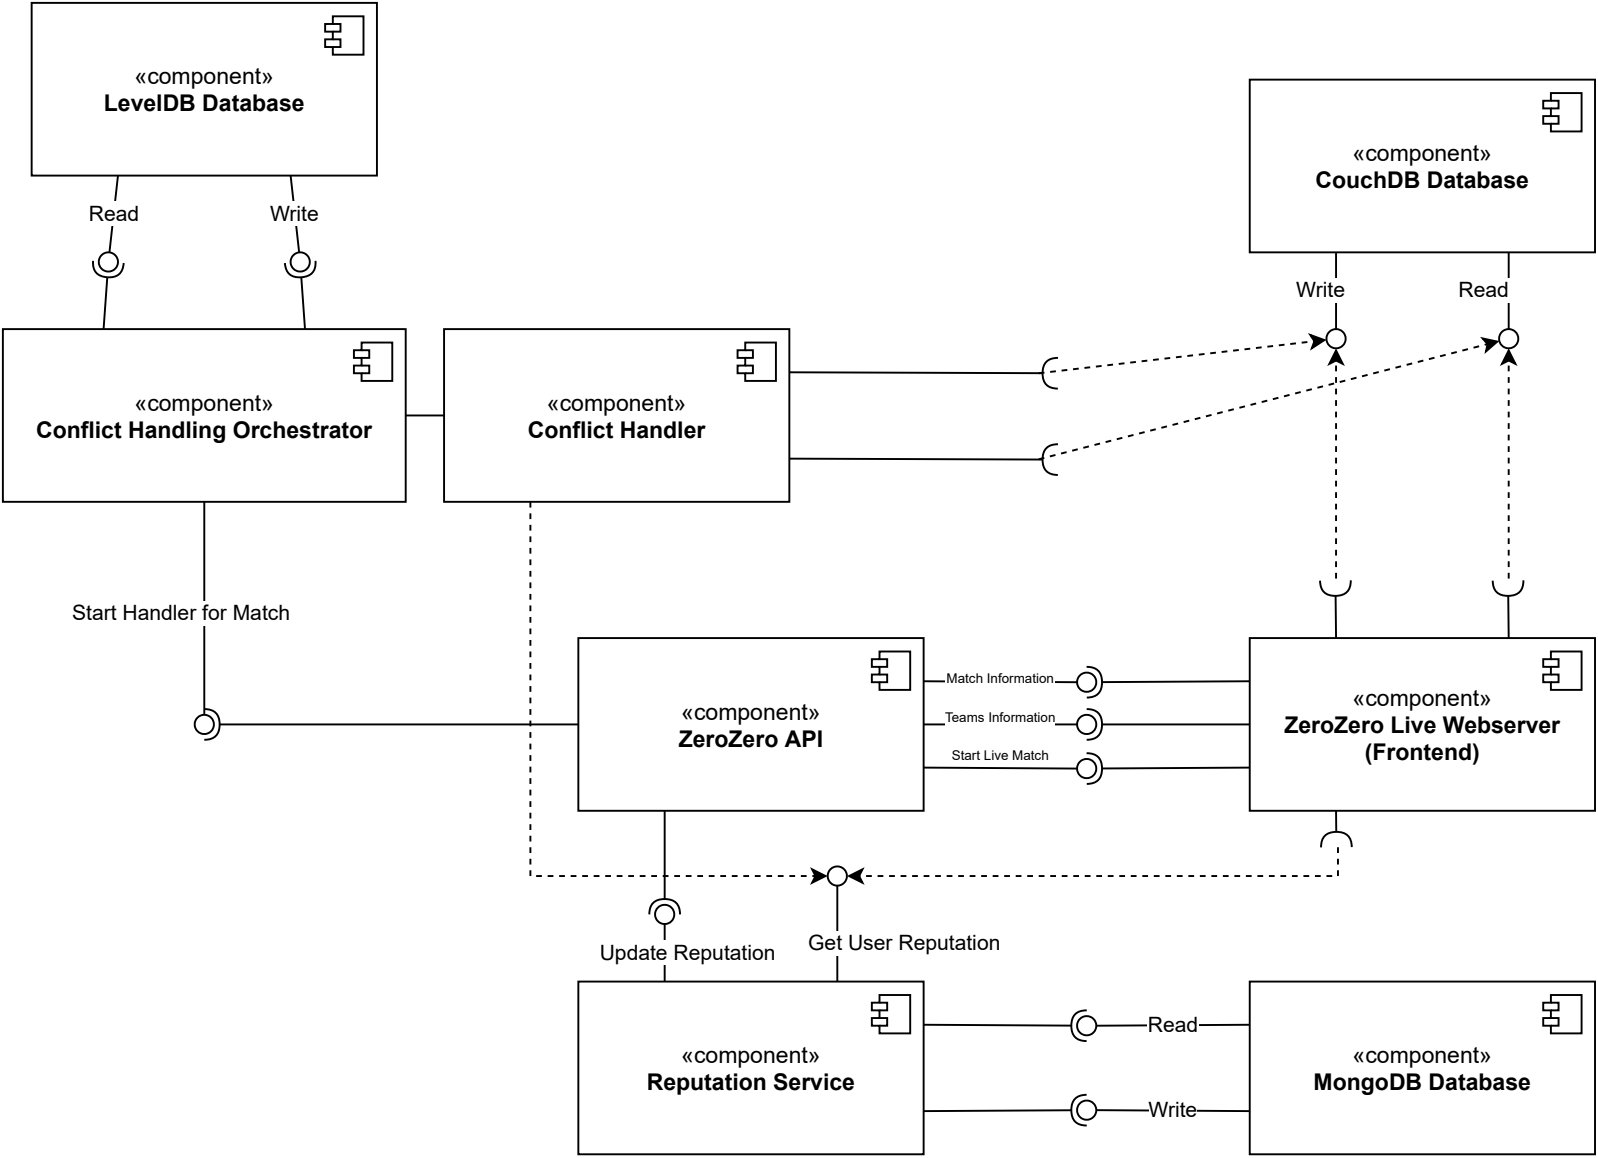 «component»
LevelDB Database
Read
Write
«component»
CouchDB Database
Write
Read
«component»
Conflict Handling Orchestrator
«component»
Conflict Handler
Start Handler for Match
«component»
ZeroZero API
Match Information
Teams Information
Start Live Match
«component»
ZeroZero Live Webserver
(Frontend)
Update Reputation
Get User Reputation
«component»
Reputation Service
Read
Write
«component»
MongoDB Database